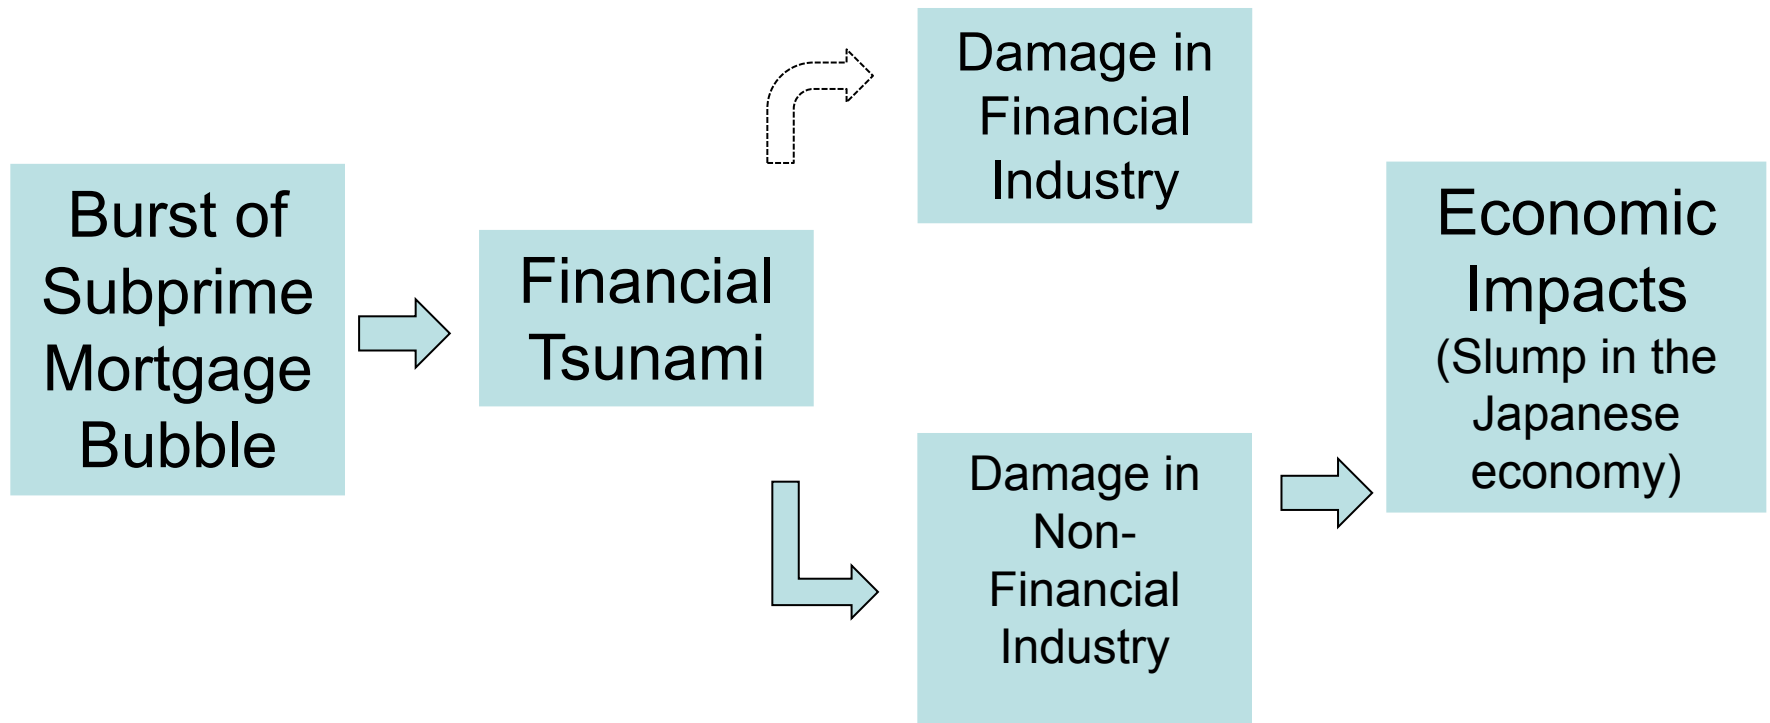 Burst of
Subprime
Mortgage
Bubble
Financial
Tsunami
Damage in
Financial
Industry
Damage in
Non-
Financial
Industry
Economic
Impacts
(Slump in the
Japanese
economy)